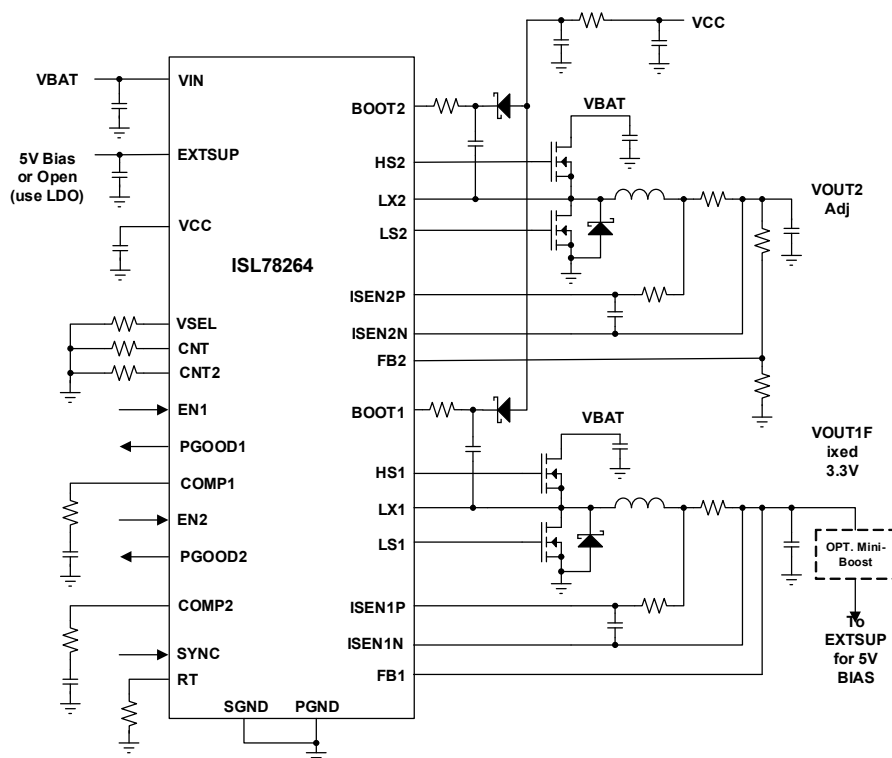 VCC
VBAT
VIN
BOOT2
VBAT
5V Bias
or Open
(use LDO)
EXTSUP
HS2
LX2
VOUT2
Adj
VCC
LS2
ISL78264
ISEN2P
VSEL
ISEN2N
CNT
FB2
CNT2
EN1
BOOT1
VBAT
PGOOD1
VOUT1F
ixed
3.3V
HS1
COMP1
LX1
EN2
LS1
PGOOD2
OPT. Mini-
Boost
COMP2
ISEN1P
To
EXTSUP
for 5V
BIAS
SYNC
ISEN1N
RT
FB1
SGND
PGND